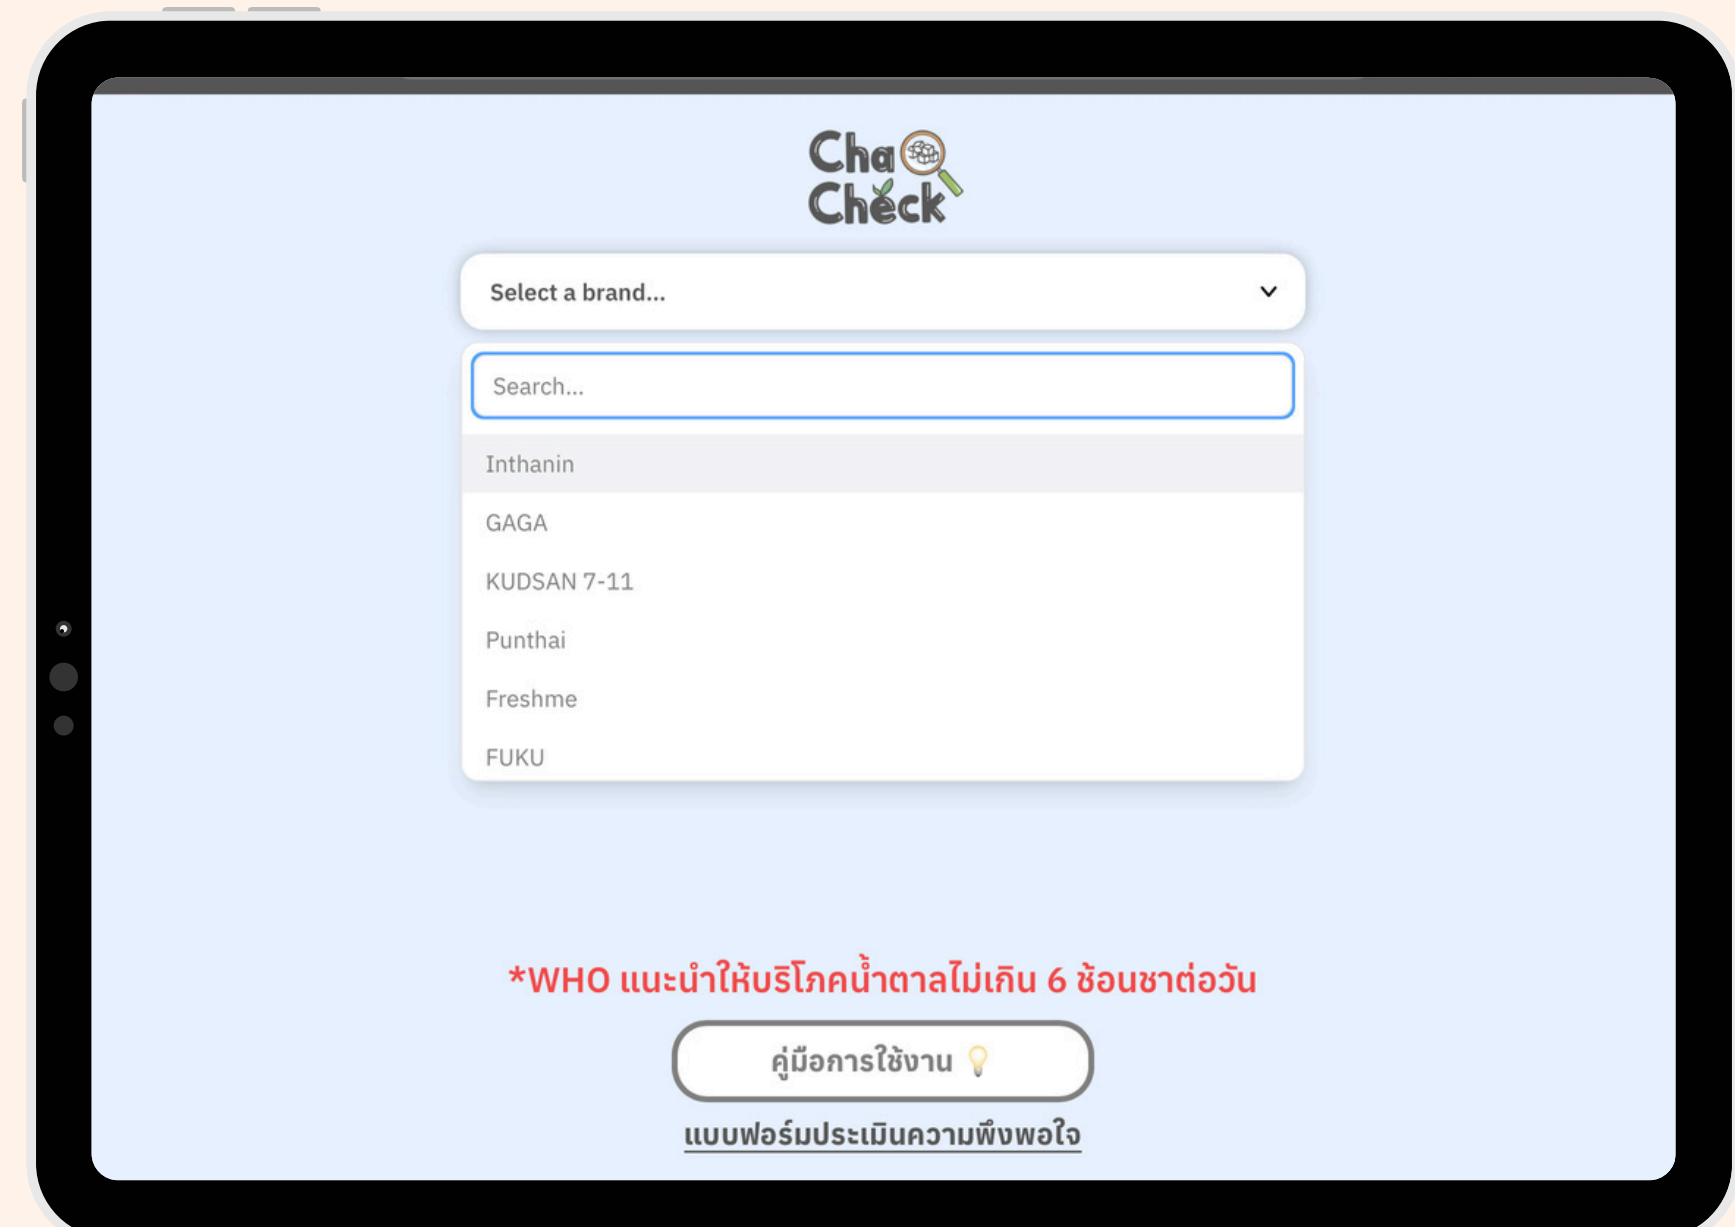 Cha
Check
Select a brand...
Search...
Inthanin
GAGA
KUDSAN 7-11
Punthai
Freshme
FUKU
*WHO แนะนำให้บริโภคน้ำตาลไม่เกิน 6 ช้อนชาต่อวัน
คู่มือการใช้งาน 💡
แบบฟอร์มประเมินความพึงพอใจ